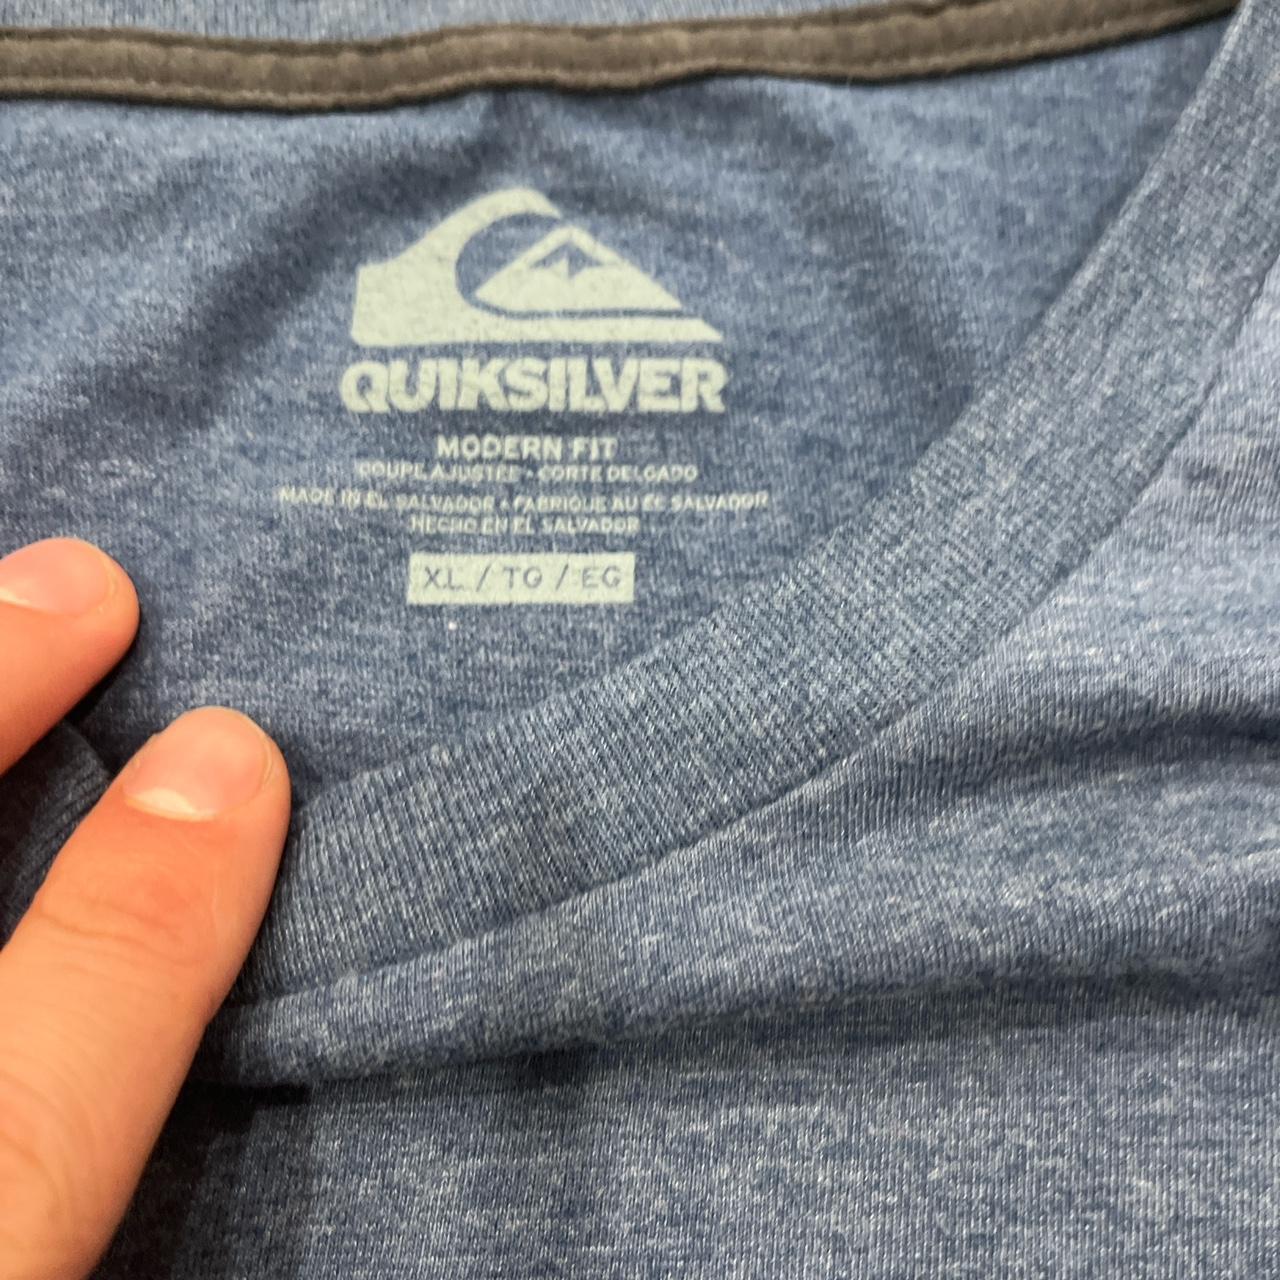 QUIKSILVER
MODERN FIT
COUPE AJUSTÉE • CORTE DELGADO
MADE IN EL SALVADOR • FABRIQUÉ AU EL SALVADOR
HECHO EN EL SALVADOR
XL / TG / EG